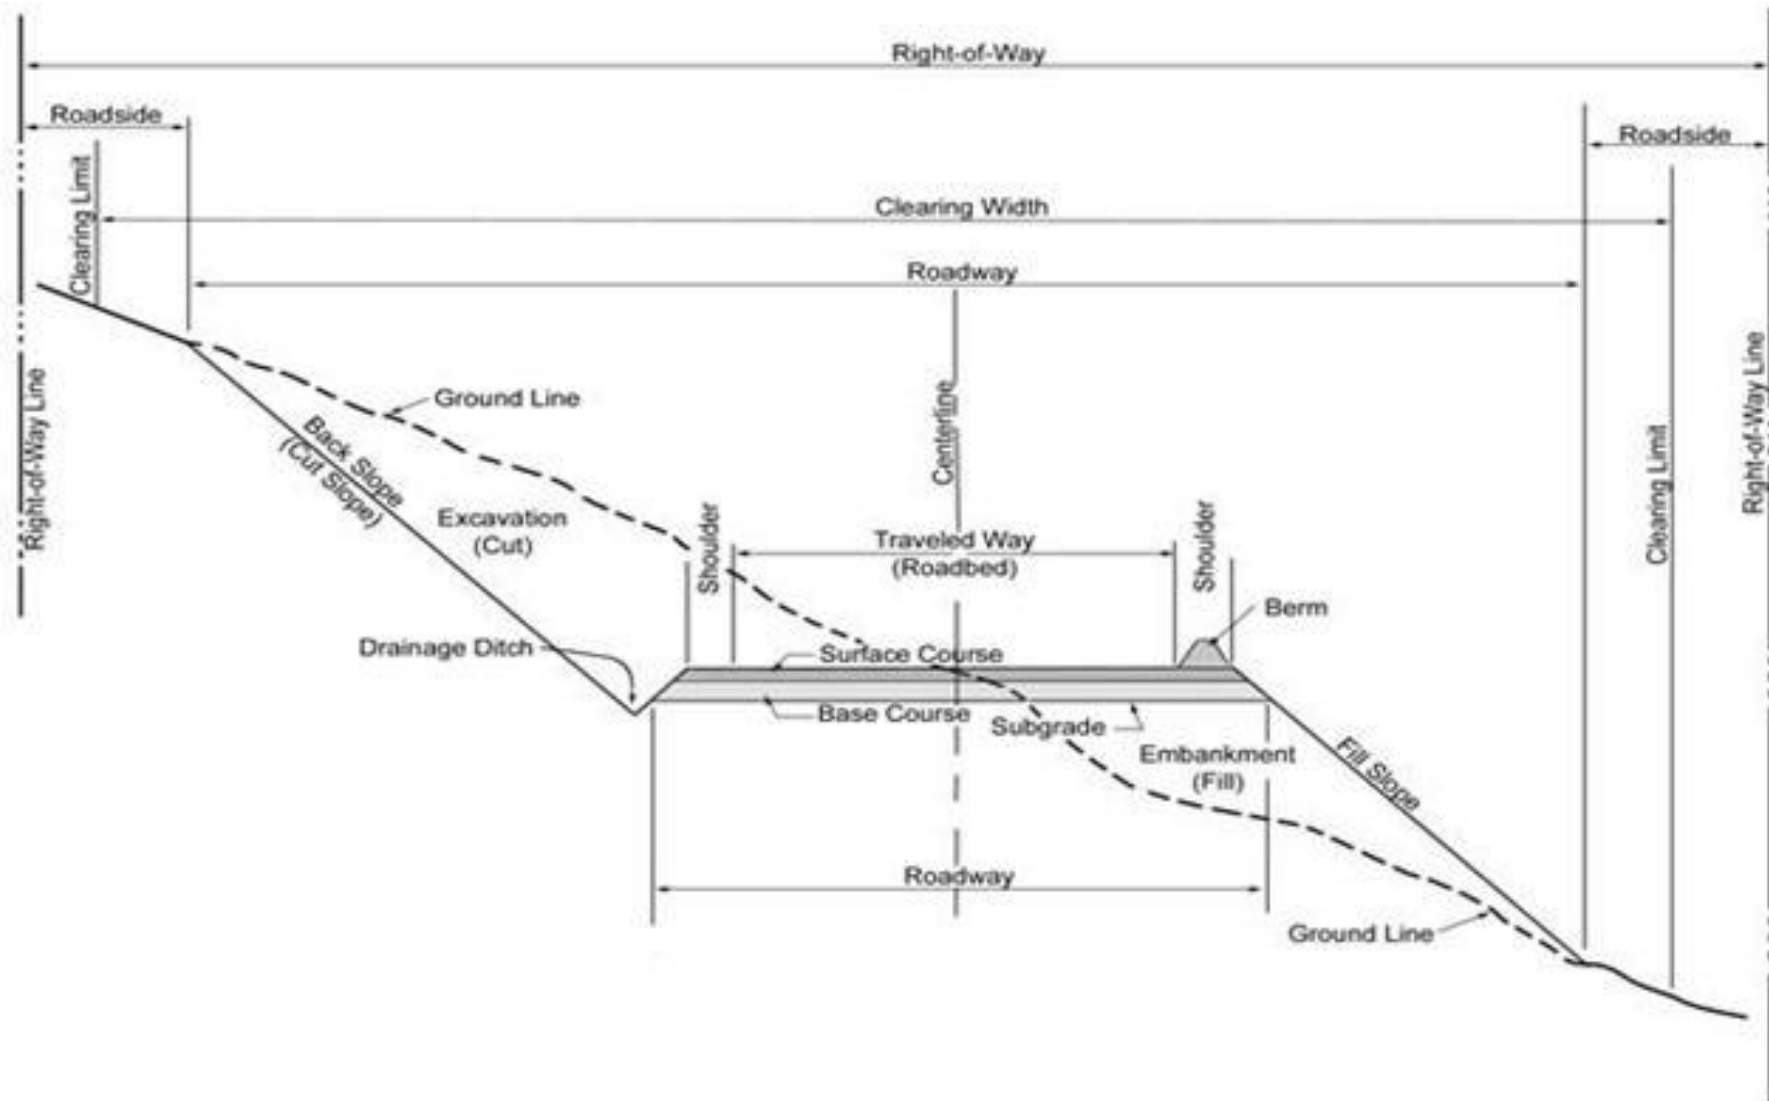 Right-of-Way
Roadside
Roadside
Clearing Limit
Clearing Width
Roadway
Right-of-Way Line
Ground Line
Back Slope
(Cut Slope)
Excavation
(Cut)
Centerline
Shoulder
Traveled Way
(Roadbed)
Shoulder
Clearing Limit
Right-of-Way Line
Berm
Drainage Ditch
Surface Course
Base Course
Subgrade
Embankment
(Fill)
Fill Slope
Roadway
Ground Line